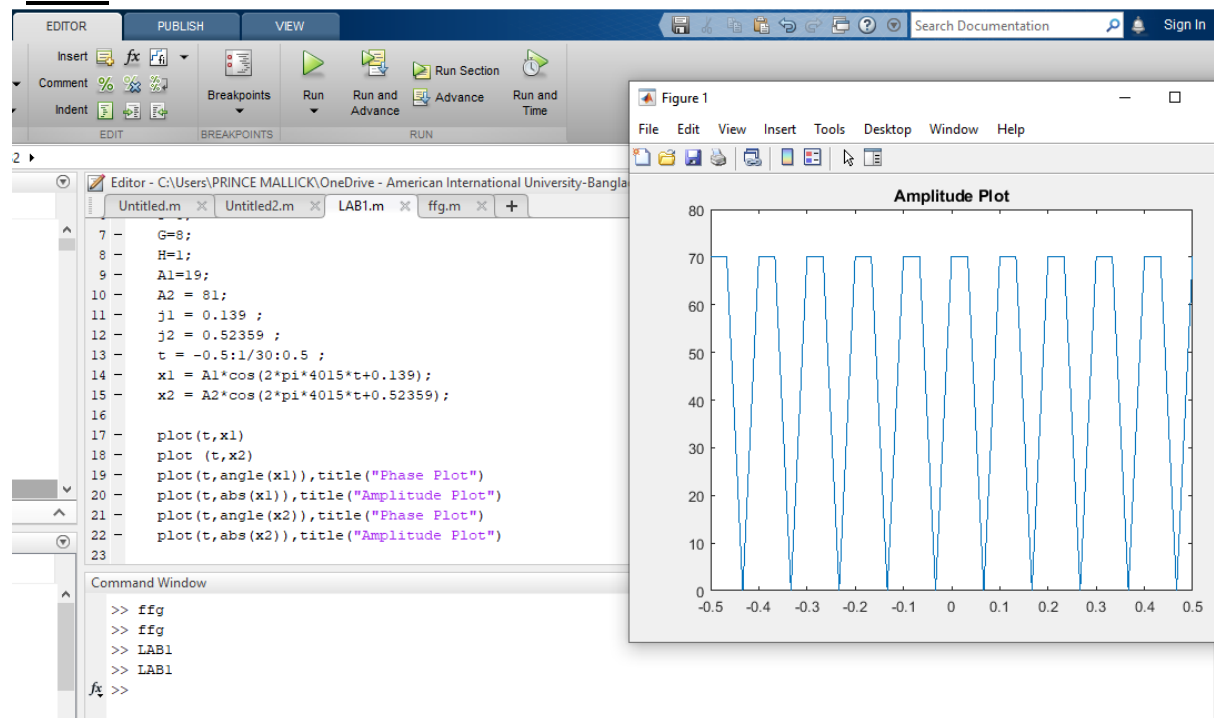 EDITOR PUBLISH VIEW Search Documentation Sign In
Insert fx
Comment
Indent
Breakpoints
Run
Run and Advance
Run Section
Advance
Run and Time
EDIT BREAKPOINTS RUN
2
Editor - C:\Users\PRINCE MALLICK\OneDrive - American International University-Bangla
Untitled.m Untitled2.m LAB1.m ffg.m +
7 - G=8;
8 - H=1;
9 - A1=19;
10 - A2 = 81;
11 - j1 = 0.139 ;
12 - j2 = 0.52359 ;
13 - t = -0.5:1/30:0.5 ;
14 - x1 = A1*cos(2*pi*4015*t+0.139);
15 - x2 = A2*cos(2*pi*4015*t+0.52359);
16
17 - plot(t,x1)
18 - plot (t,x2)
19 - plot(t,angle(x1)),title("Phase Plot")
20 - plot(t,abs(x1)),title("Amplitude Plot")
21 - plot(t,angle(x2)),title("Phase Plot")
22 - plot(t,abs(x2)),title("Amplitude Plot")
23
Command Window
>> ffg
>> ffg
>> LAB1
>> LAB1
fx >>
Figure 1
File Edit View Insert Tools Desktop Window Help
Amplitude Plot
80
70
60
50
40
30
20
10
0
-0.5 -0.4 -0.3 -0.2 -0.1 0 0.1 0.2 0.3 0.4 0.5